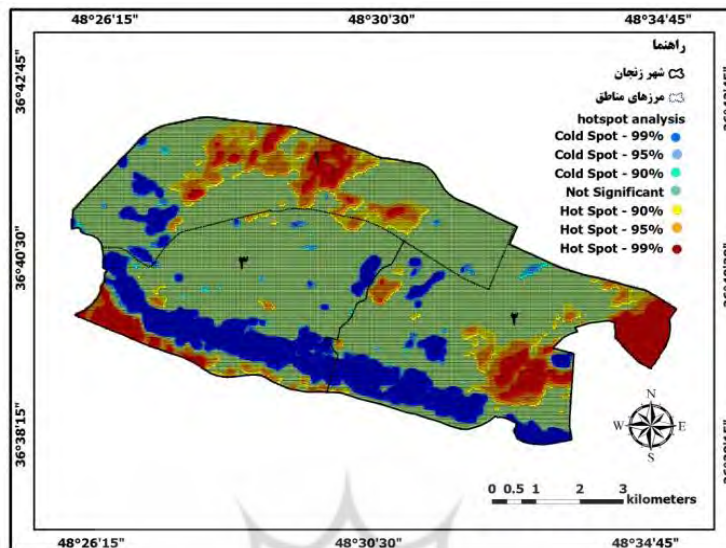 48°26'15"
48°30'30"
48°34'45"
36°42'45"
36°40'30"
36°38'15"
راهنما
شهر زنجان
مرزهای مناطق
hotspot analysis
Cold Spot - 99%
Cold Spot - 95%
Cold Spot - 90%
Not Significant
Hot Spot - 90%
Hot Spot - 95%
Hot Spot - 99%
۱
۳
۲
N
W E
S
0 0.5 1 2 3
kilometers
48°26'15"
48°30'30"
48°34'45"